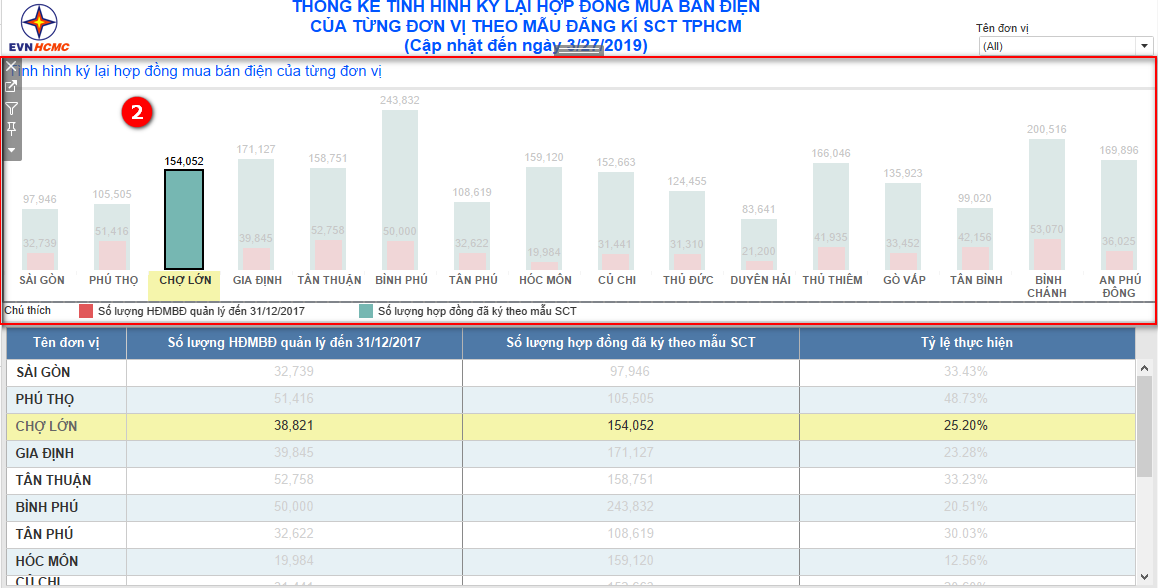 THỐNG KÊ TÌNH HÌNH KÝ LẠI HỢP ĐỒNG MUA BÁN ĐIỆN
CỦA TỪNG ĐƠN VỊ THEO MẪU ĐĂNG KÍ SCT TPHCM
(Cập nhật đến ngày 3/27/2019)
EVNHCMC
Tên đơn vị
(All)
Tình hình ký lại hợp đồng mua bán điện của từng đơn vị
2
97,946 105,505 154,052 171,127 158,751 243,832 108,619 159,120 152,663 124,455 83,641 166,046 135,923 99,020 200,516 169,896
32,739 51,416 39,845 52,758 50,000 32,622 19,984 31,441 31,310 21,200 41,935 33,452 42,156 53,070 36,025
SÀI GÒN PHÚ THỌ CHỢ LỚN GIA ĐỊNH TÂN THUẬN BÌNH PHÚ TÂN PHÚ HÓC MÔN CỦ CHI THỦ ĐỨC DUYÊN HẢI THỦ THIÊM GÒ VẤP TÂN BÌNH BÌNH CHÁNH AN PHÚ ĐÔNG
Chú thích Số lượng HĐMBĐ quản lý đến 31/12/2017 Số lượng hợp đồng đã ký theo mẫu SCT
Tên đơn vị Số lượng HĐMBĐ quản lý đến 31/12/2017 Số lượng hợp đồng đã ký theo mẫu SCT Tỷ lệ thực hiện
SÀI GÒN 32,739 97,946 33.43%
PHÚ THỌ 51,416 105,505 48.73%
CHỢ LỚN 38,821 154,052 25.20%
GIA ĐỊNH 39,845 171,127 23.28%
TÂN THUẬN 52,758 158,751 33.23%
BÌNH PHÚ 50,000 243,832 20.51%
TÂN PHÚ 32,622 108,619 30.03%
HÓC MÔN 19,984 159,120 12.56%
CỦ CHI